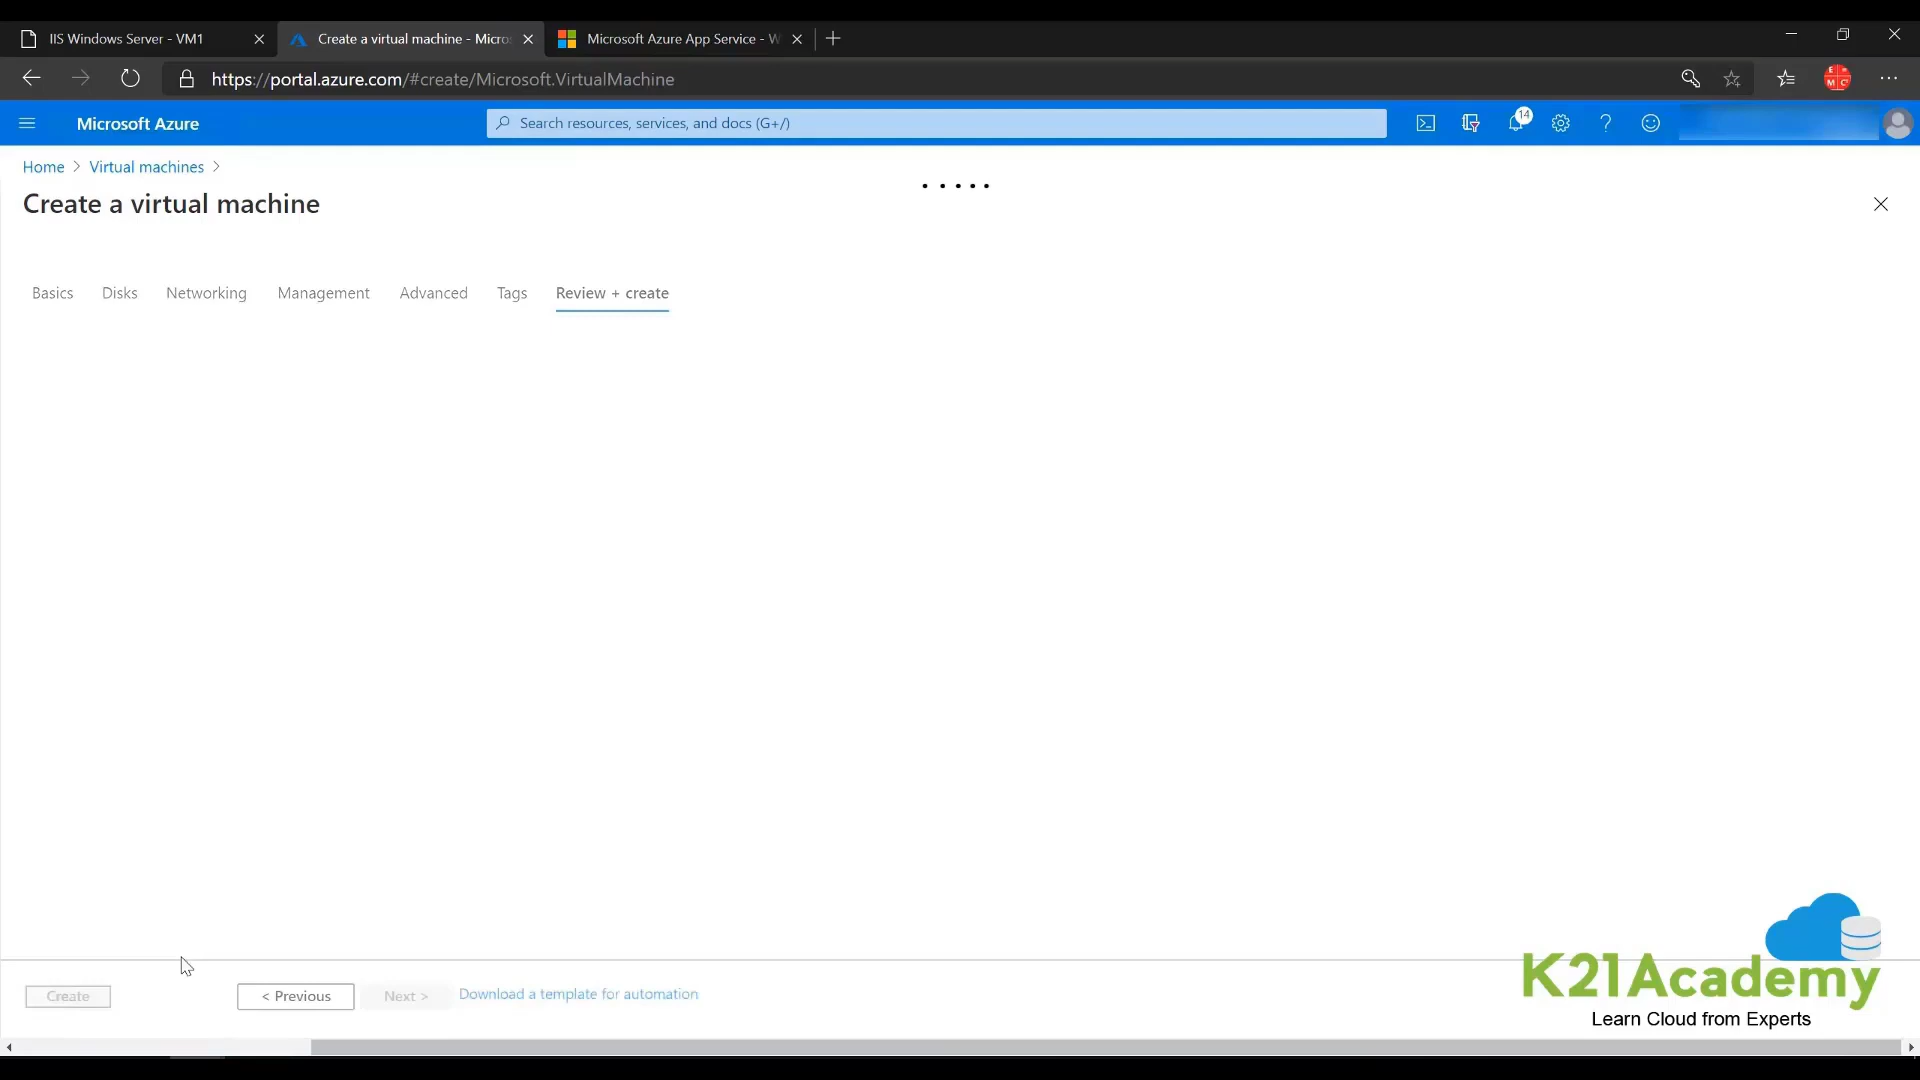 IIS Windows Server - VM1
Create a virtual machine - Micro
Microsoft Azure App Service - W
https://portal.azure.com/#create/Microsoft.VirtualMachine
Microsoft Azure
Search resources, services, and docs (G+/)
14
Home > Virtual machines >
Create a virtual machine
Basics Disks Networking Management Advanced Tags Review + create
Create < Previous Next > Download a template for automation
K21Academy
Learn Cloud from Experts